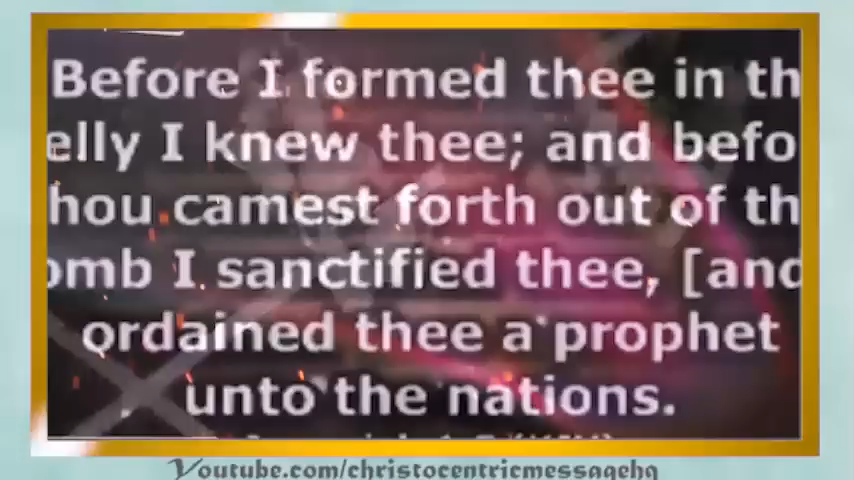 Before I formed thee in th
elly I knew thee; and befo
hou camest forth out of th
omb I sanctified thee, [and
ordained thee a prophet
unto the nations.
Youtube.com/christocentricmessagehq